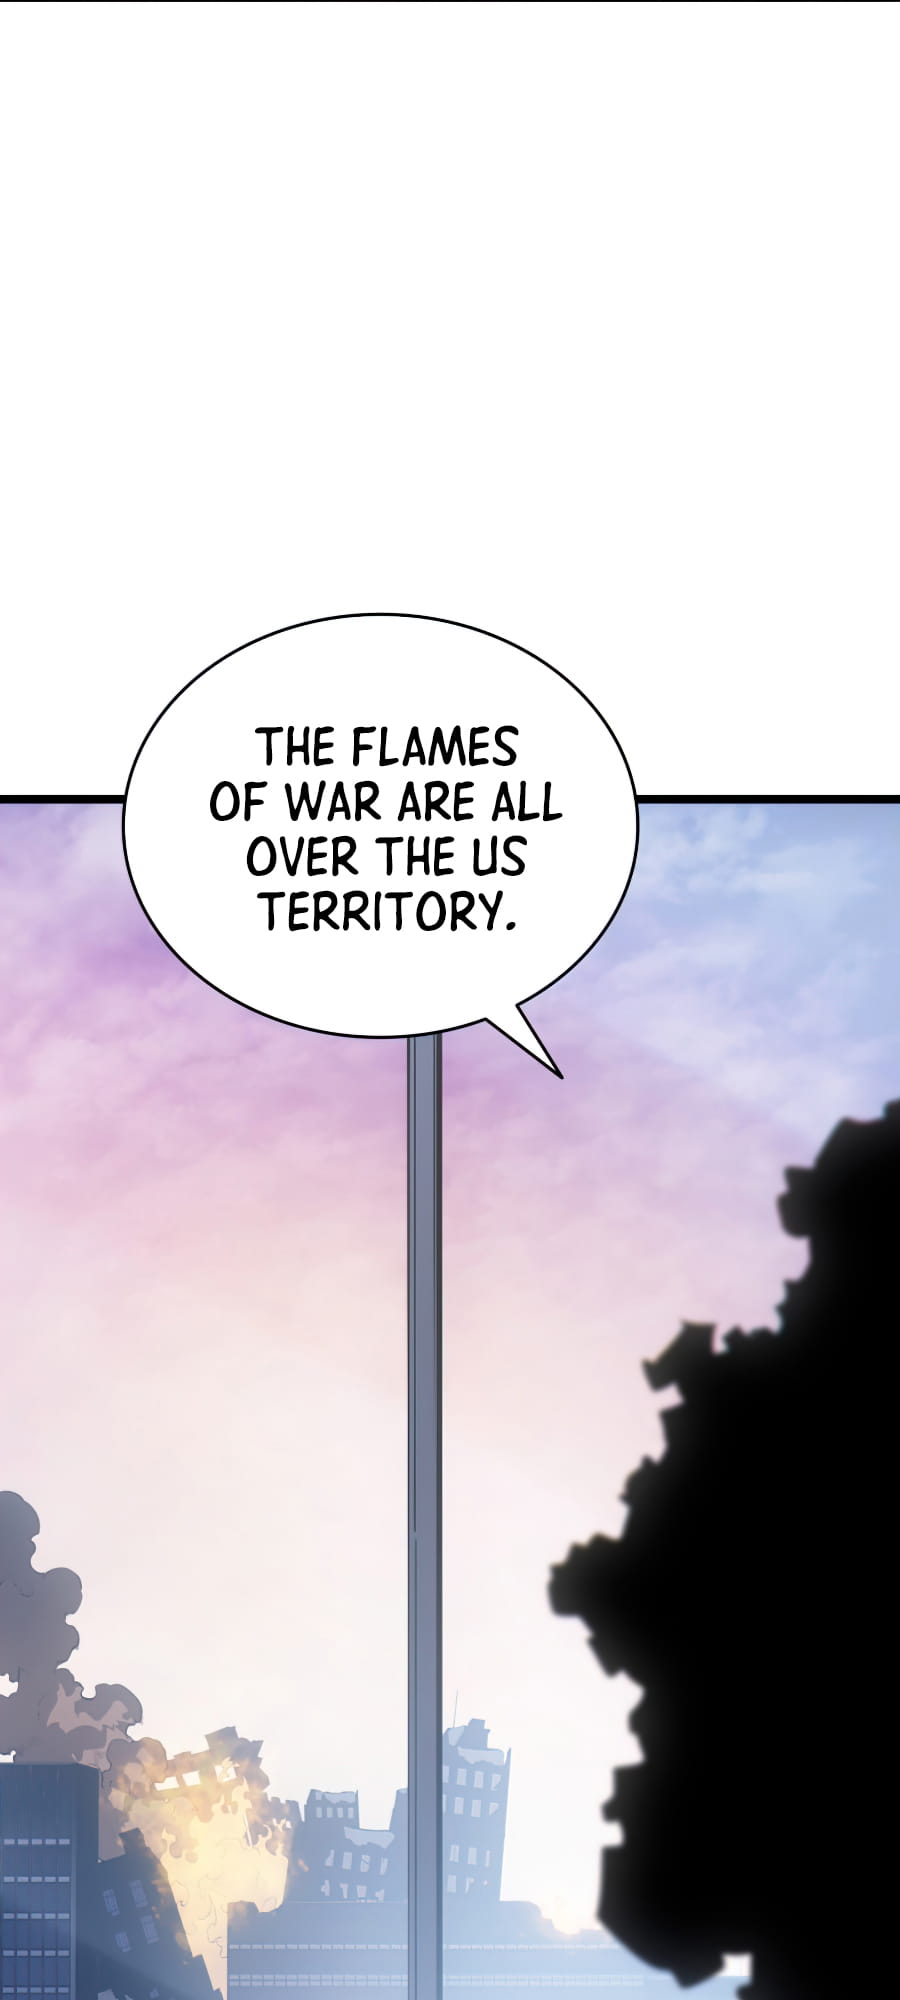 THE FLAMES
OF WAR ARE ALL
OVER THE US
TERRITORY.